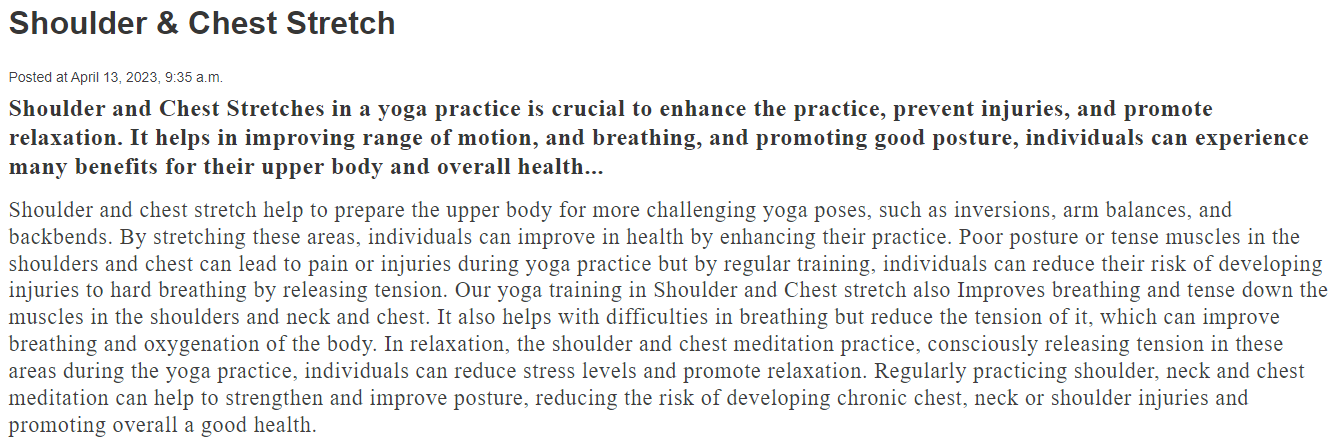 Shoulder & Chest Stretch
Posted at April 13, 2023, 9:35 a.m.
Shoulder and Chest Stretches in a yoga practice is crucial to enhance the practice, prevent injuries, and promote
relaxation. It helps in improving range of motion, and breathing, and promoting good posture, individuals can experience
many benefits for their upper body and overall health...
Shoulder and chest stretch help to prepare the upper body for more challenging yoga poses, such as inversions, arm balances, and
backbends. By stretching these areas, individuals can improve in health by enhancing their practice. Poor posture or tense muscles in the
shoulders and chest can lead to pain or injuries during yoga practice but by regular training, individuals can reduce their risk of developing
injuries to hard breathing by releasing tension. Our yoga training in Shoulder and Chest stretch also Improves breathing and tense down the
muscles in the shoulders and neck and chest. It also helps with difficulties in breathing but reduce the tension of it, which can improve
breathing and oxygenation of the body. In relaxation, the shoulder and chest meditation practice, consciously releasing tension in these
areas during the yoga practice, individuals can reduce stress levels and promote relaxation. Regularly practicing shoulder, neck and chest
meditation can help to strengthen and improve posture, reducing the risk of developing chronic chest, neck or shoulder injuries and
promoting overall a good health.